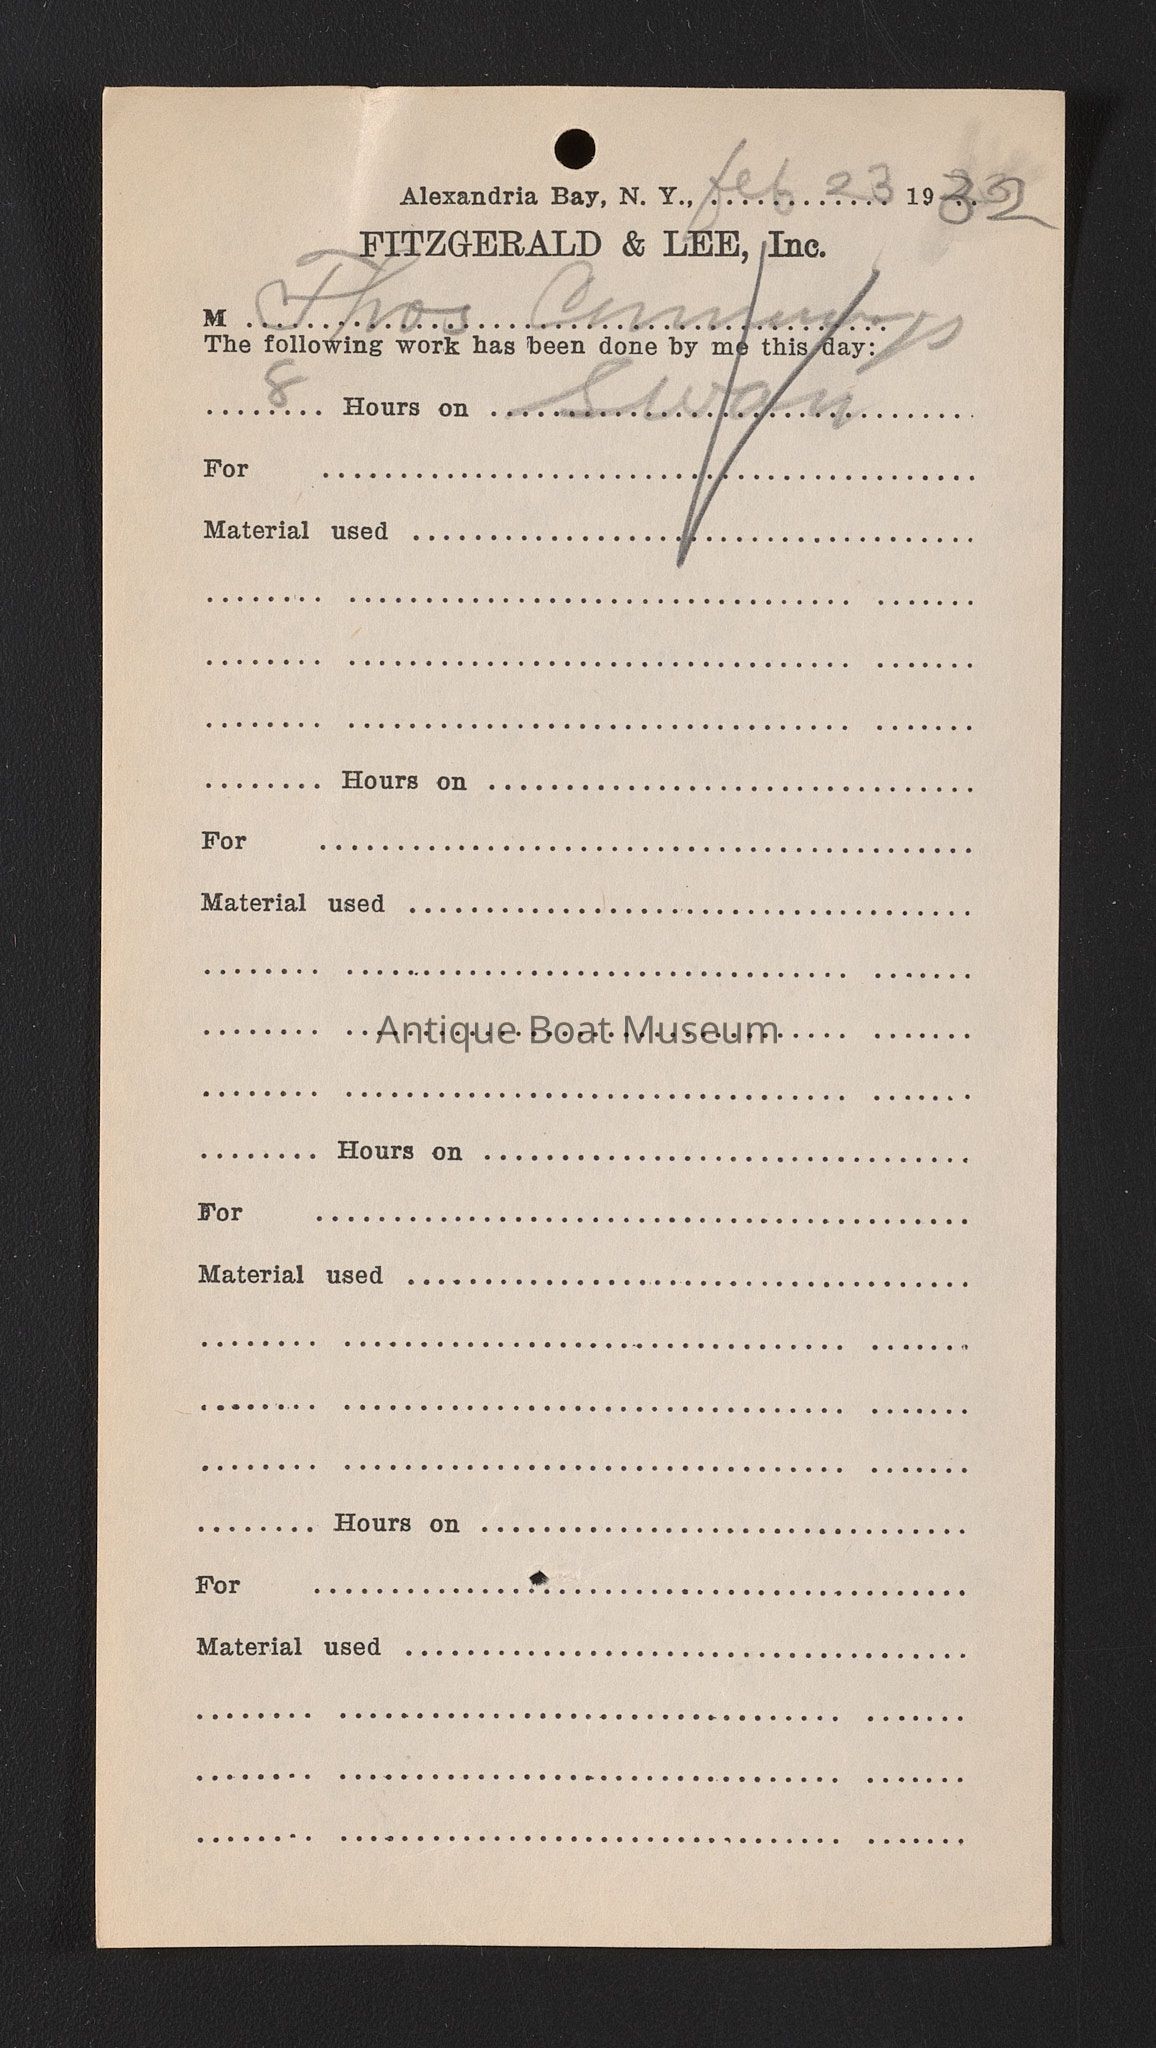 Alexandria Bay, N. Y., feb 23 1932
FITZGERALD & LEE, Inc.
M Thos Cummings
The following work has been done by me this day:
8 Hours on Swan
For
Material used
Hours on
For
Material used
Antique Boat Museum
Hours on
For
Material used
Hours on
For
Material used